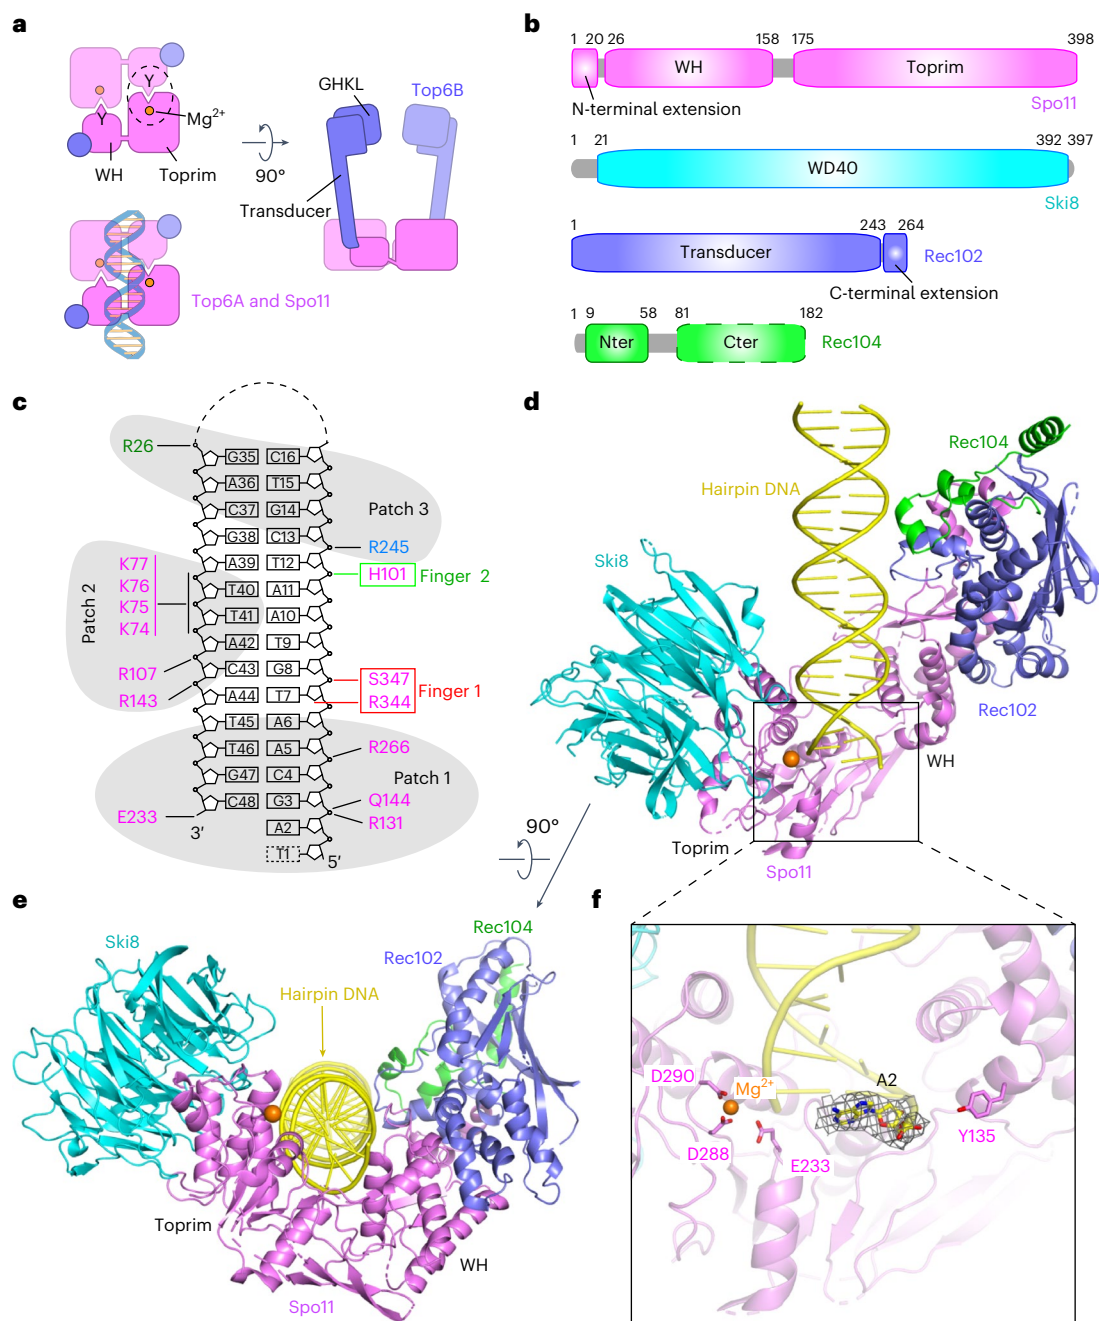 a
Y
Y
Mg2+
WH
Toprim
90°
GHKL
Top6B
Transducer
Top6A and Spo11
b
1 20 26 158 175 398
WH Toprim
N-terminal extension
Spo11
1 21 392 397
WD40
Ski8
1 243 264
Transducer
Rec102
C-terminal extension
1 9 58 81 182
Nter Cter
Rec104
c
R26
G35 C16
A36 T15
C37 G14
Patch 3
G38 C13
R245
A39 T12
H101 Finger 2
K77
K76
K75
K74
Patch 2
T40 A11
T41 A10
A42 T9
R107
C43 G8
S347
R344
Finger 1
R143
A44 T7
T45 A6
T46 A5
R266
G47 C4
Patch 1
C48 G3
Q144
E233
R131
3′
A2
T1
5′
d
Rec104
Hairpin DNA
Ski8
Rec102
WH
Toprim
Spo11
90°
e
Rec104
Ski8
Rec102
Hairpin DNA
Toprim
WH
Spo11
f
D290
Mg2+
A2
Y135
D288
E233